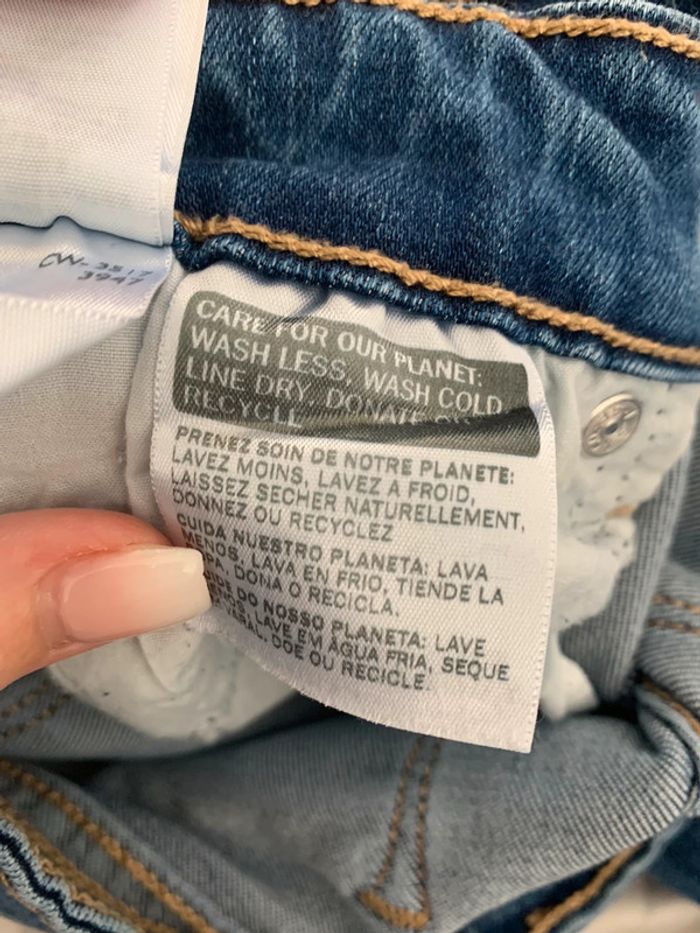 CW-3517
3947
CARE FOR OUR PLANET:
WASH LESS, WASH COLD,
LINE DRY, DONATE OR
RECYCLE
PRENEZ SOIN DE NOTRE PLANETE:
LAVEZ MOINS, LAVEZ A FROID,
LAISSEZ SECHER NATURELLEMENT,
DONNEZ OU RECYCLEZ
CUIDA NUESTRO PLANETA: LAVA
MENOS, LAVA EN FRIO, TIENDE LA
DONA O RECICLA.
DO NOSSO PLANETA: LAVE
LAVE EM AGUA FRIA, SEQUE
DOE OU RECICLE.